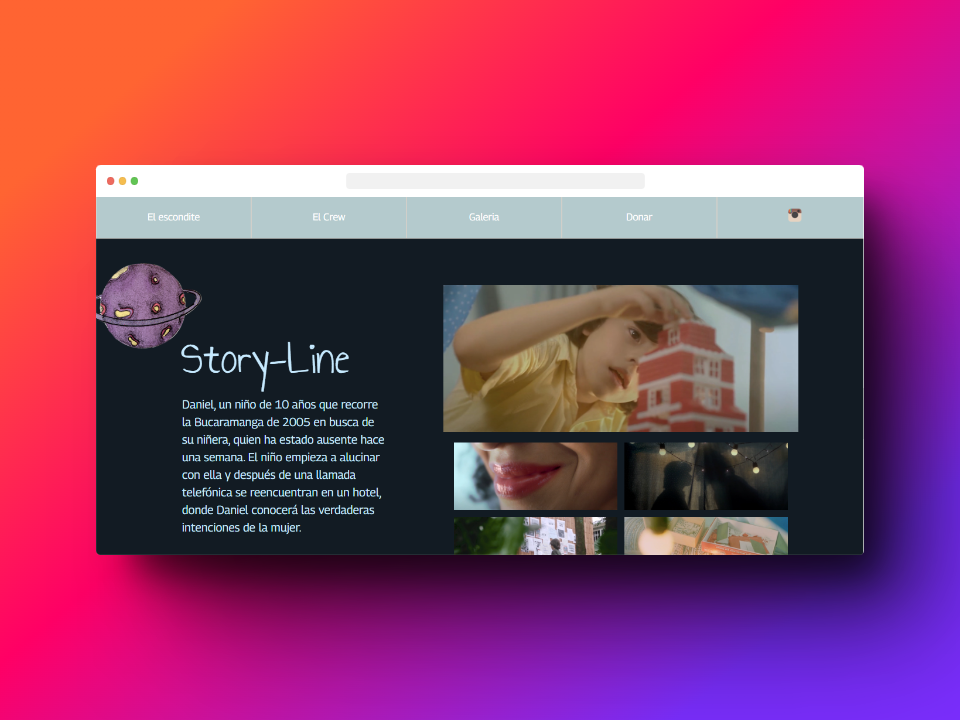 El escondite
El Crew
Galeria
Donar
Story-Line
Daniel, un niño de 10 años que recorre
la Bucaramanga de 2005 en busca de
su niñera, quien ha estado ausente hace
una semana. El niño empieza a alucinar
con ella y después de una llamada
telefónica se reencuentran en un hotel,
donde Daniel conocerá las verdaderas
intenciones de la mujer.